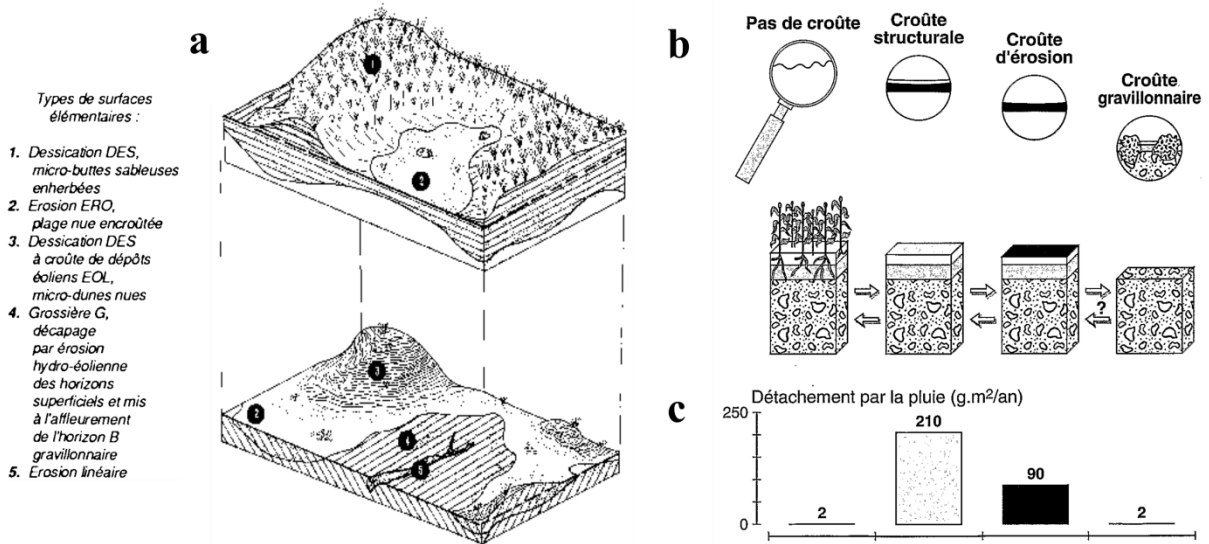 a
b
Types de surfaces
élémentaires :
1. Dessication DES,
micro-buttes sableuses
enherbées
2. Erosion ERO,
plage nue encroûtée
3. Dessication DES
à croute de dépôts
éoliens EOL,
micro-dunes nues
4. Grossière G,
décapage
par érosion
hydro-éolienne
des horizons
superficiels et mis
à l'affleurement
de l'horizon B
gravillonnaire
5. Erosion linéaire
1
2
3
2
4
5
Pas de croûte
Croûte
structurale
Croûte
d'érosion
Croûte
gravillonnaire
?
c
Détachement par la pluie (g.m²/an)
250
0
2
210
90
2